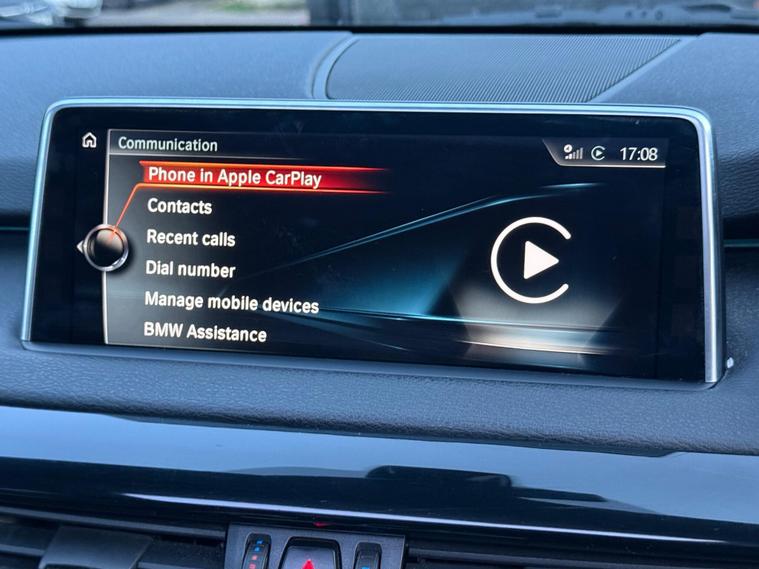 Communication
17:08
Phone in Apple CarPlay
Contacts
Recent calls
Dial number
Manage mobile devices
BMW Assistance